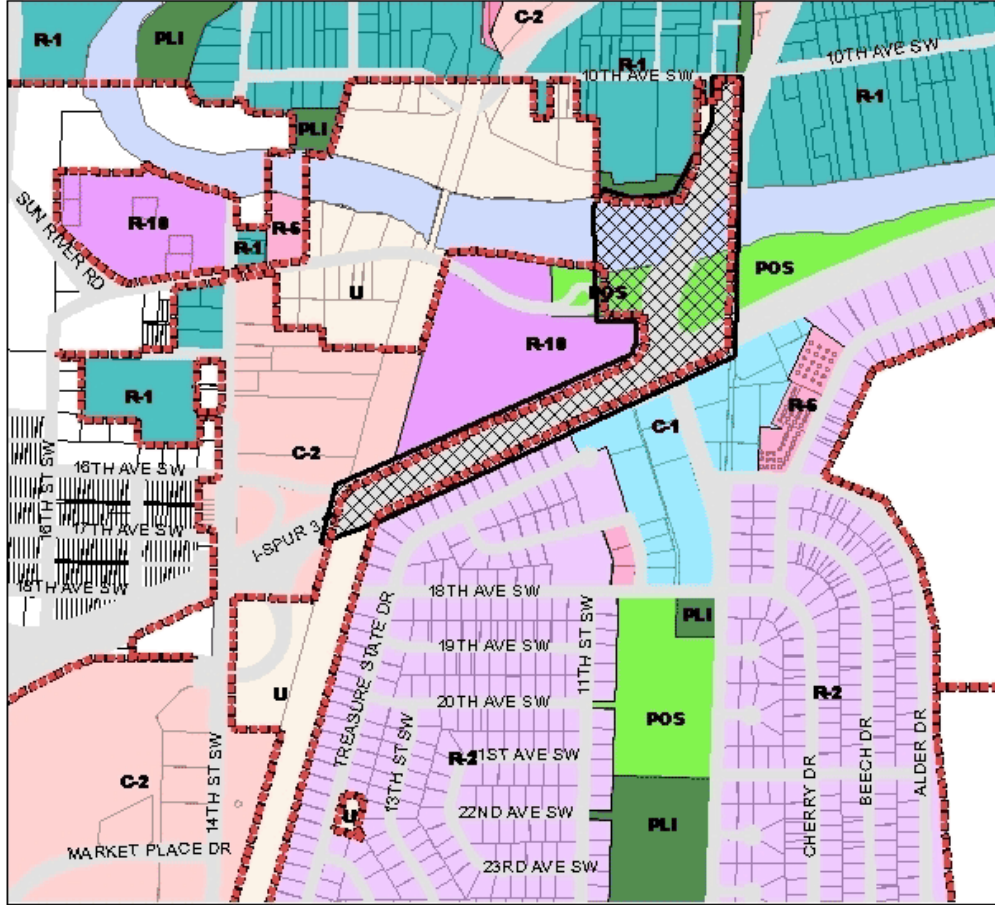 C-2
R-1
PLI
R-1
10TH AVE SW
10TH AVE SW
R-1
PLI
SUN RIVER RD
R-10
R-6
R-1
U
POS
POS
R-10
R-1
R-6
C-1
C-2
16TH ST SW
16TH AVE SW
17TH AVE SW
I-SPUR 3
18TH AVE SW
18TH AVE SW
11TH ST SW
PLI
TREASURE STATE DR
19TH AVE SW
U
20TH AVE SW
R-2
POS
13TH ST SW
R-2
1ST AVE SW
CHERRY DR
BEECH DR
ALDER DR
C-2
14TH ST SW
U
22ND AVE SW
PLI
MARKET PLACE DR
23RD AVE SW